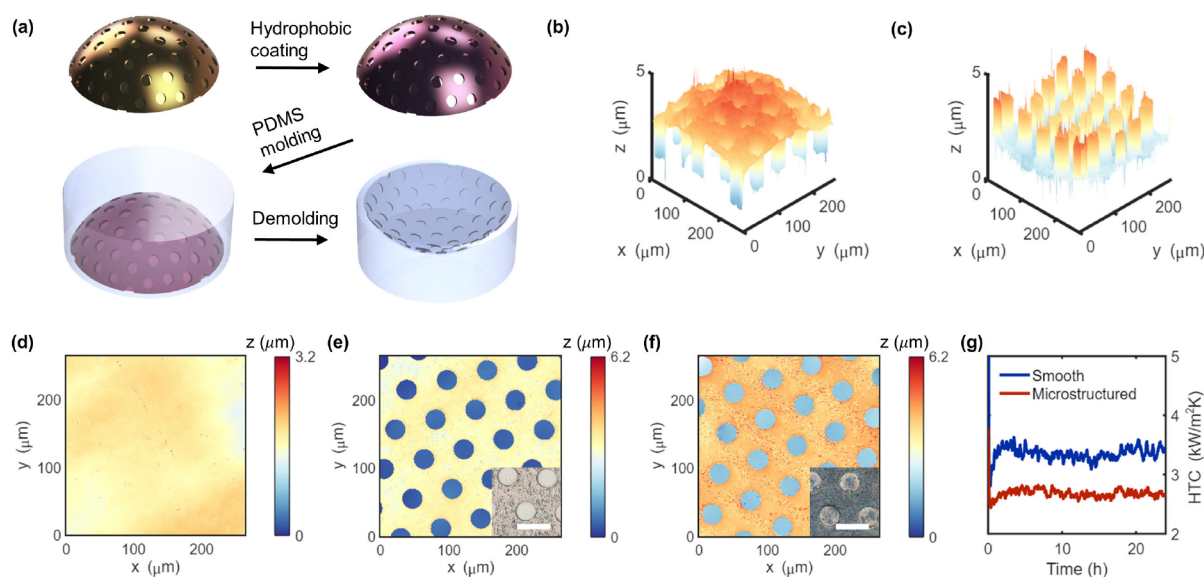 (a)
Hydrophobic
coating
PDMS
molding
Demolding
(b)
5
z (μm)
0
0
100
200
x (μm)
0
100
200
y (μm)
(c)
5
z (μm)
0
0
100
200
x (μm)
0
100
200
y (μm)
(d)
z (μm)
3.2
0
200
100
0
y (μm)
0
100
200
x (μm)
(e)
z (μm)
6.2
0
200
100
0
y (μm)
0
100
200
x (μm)
(f)
z (μm)
6.2
0
200
100
0
y (μm)
0
100
200
x (μm)
(g)
Smooth
Microstructured
5
4
3
2
HTC (kW/m²K)
0
10
20
Time (h)